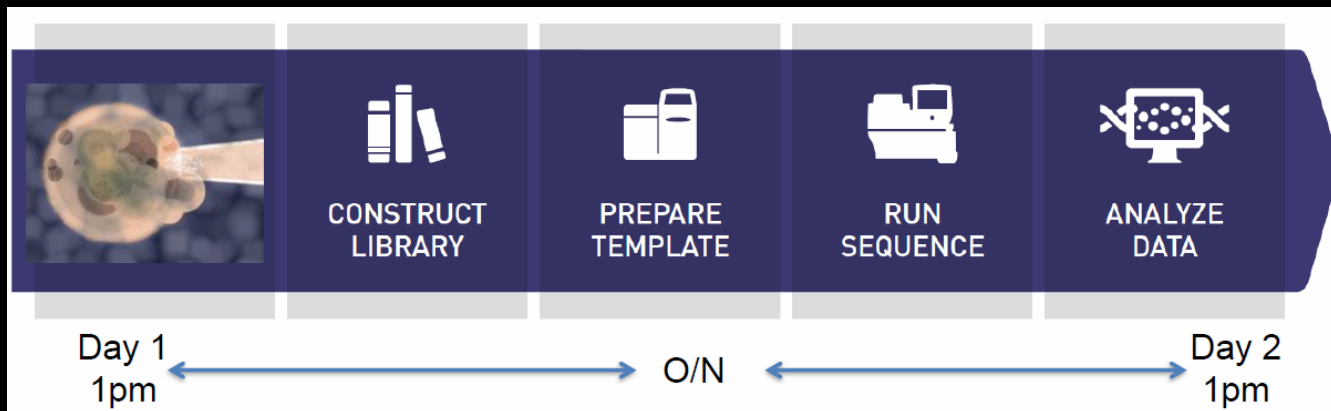 CONSTRUCT
LIBRARY
PREPARE
TEMPLATE
RUN
SEQUENCE
ANALYZE
DATA
Day 1
1pm
O/N
Day 2
1pm